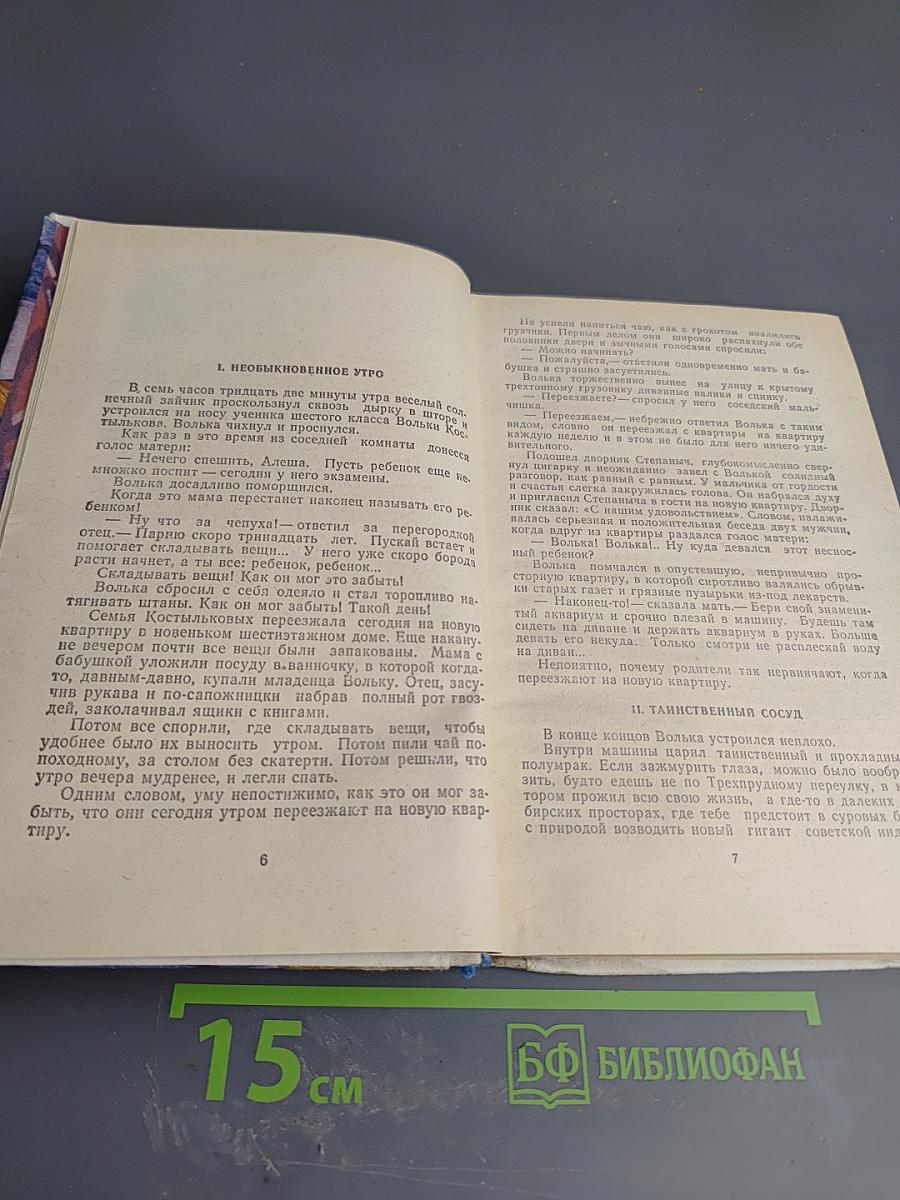 I. НЕОБЫКНОВЕННОЕ УТРО
В семь часов тридцать две минуты утра веселый сол-
нечный зайчик проскользнул сквозь дырку в шторе и
устроился на носу ученика шестого класса Вольки Кос-
тылькова. Волька чихнул и проснулся.
Как раз в это время из соседней комнаты донесся
голос матери:
— Нечего спешить, Алеша. Пусть ребенок еще не-
множко поспит — сегодня у него экзамены.
Волька досадливо поморщился.
Когда это мама перестанет наконец называть его ре-
бенком!
— Ну что за чепуха! — ответил за перегородкой
отец. — Парню скоро тринадцать лет. Пускай встает и
помогает складывать вещи... У него уже скоро борода
расти начнет, а ты все: ребенок, ребенок...
Складывать вещи! Как он мог это забыть!
Волька сбросил с себя одеяло и стал торопливо на-
тягивать штаны. Как он мог забыть! Такой день!
Семья Костыльковых переезжала сегодня на новую
квартиру в новеньком шестиэтажном доме. Еще накану-
не вечером почти все вещи были запакованы. Мама с
бабушкой уложили посуду в ванночку, в которой когда-
то, давным-давно, купали младенца Вольку. Отец, засу-
чив рукава и по-сапожницки набрав полный рот гвоз-
дей, заколачивал ящики с книгами.
Потом все спорили, где складывать вещи, чтобы
удобнее было их выносить утром. Потом пили чай по-
походному, за столом без скатерти. Потом решили, что
утро вечера мудренее, и легли спать.
Одним словом, уму непостижимо, как это он мог за-
быть, что они сегодня утром переезжают на новую квар-
тиру.
6
Не успели напиться чаю, как с грохотом ввалились
грузчики. Первым делом они широко распахнули обе
половинки двери и зычными голосами спросили:
— Можно начинать?
— Пожалуйста, — ответили одновременно мать и ба-
бушка и страшно засуетились.
Волька торжественно вынес на улицу к крытому
трехтонному грузовику диванные валики и спинку.
— Переезжаете? — спросил у него соседский маль-
чишка.
— Переезжаем, — небрежно ответил Волька с таким
видом, словно он переезжал с квартиры на квартиру
каждую неделю и в этом не было для него ничего уди-
вительного.
Подошел дворник Степаныч, глубокомысленно свер-
нул цигарку и неожиданно завел с Волькой солидный
разговор, как равный с равным. У мальчика от гордости
и счастья слегка закружилась голова. Он набрался духу
и пригласил Степаныча в гости на новую квартиру. Двор-
ник сказал: «С нашим удовольствием». Словом, налажи-
валась серьезная и положительная беседа двух мужчин,
когда вдруг из квартиры раздался голос матери:
— Волька! Волька!.. Ну куда девался этот неснос-
ный ребенок?
Волька помчался в опустевшую, непривычно про-
сторную квартиру, в которой сиротливо валялись обрыв-
ки старых газет и грязные пузырьки из-под лекарств.
— Наконец-то! — сказала мать. — Бери свой знамени-
тый аквариум и срочно влезай в машину. Будешь там
сидеть на диване и держать аквариум в руках. Больше
девать его некуда. Только смотри не расплескай воду
на диван...
Непонятно, почему родители так нервничают, когда
переезжают на новую квартиру.
II. ТАИНСТВЕННЫЙ СОСУД
В конце концов Волька устроился неплохо.
Внутри машины царил таинственный и прохладны
полумрак. Если зажмурить глаза, можно было вообр
зить, будто едешь не по Трехпрудному переулку, в к
тором прожил всю свою жизнь, а где-то в далеких
бирских просторах, где тебе предстоит в суровых б
с природой возводить новый гигант советской инд
7
15 см
БФ БИБЛИОФАН